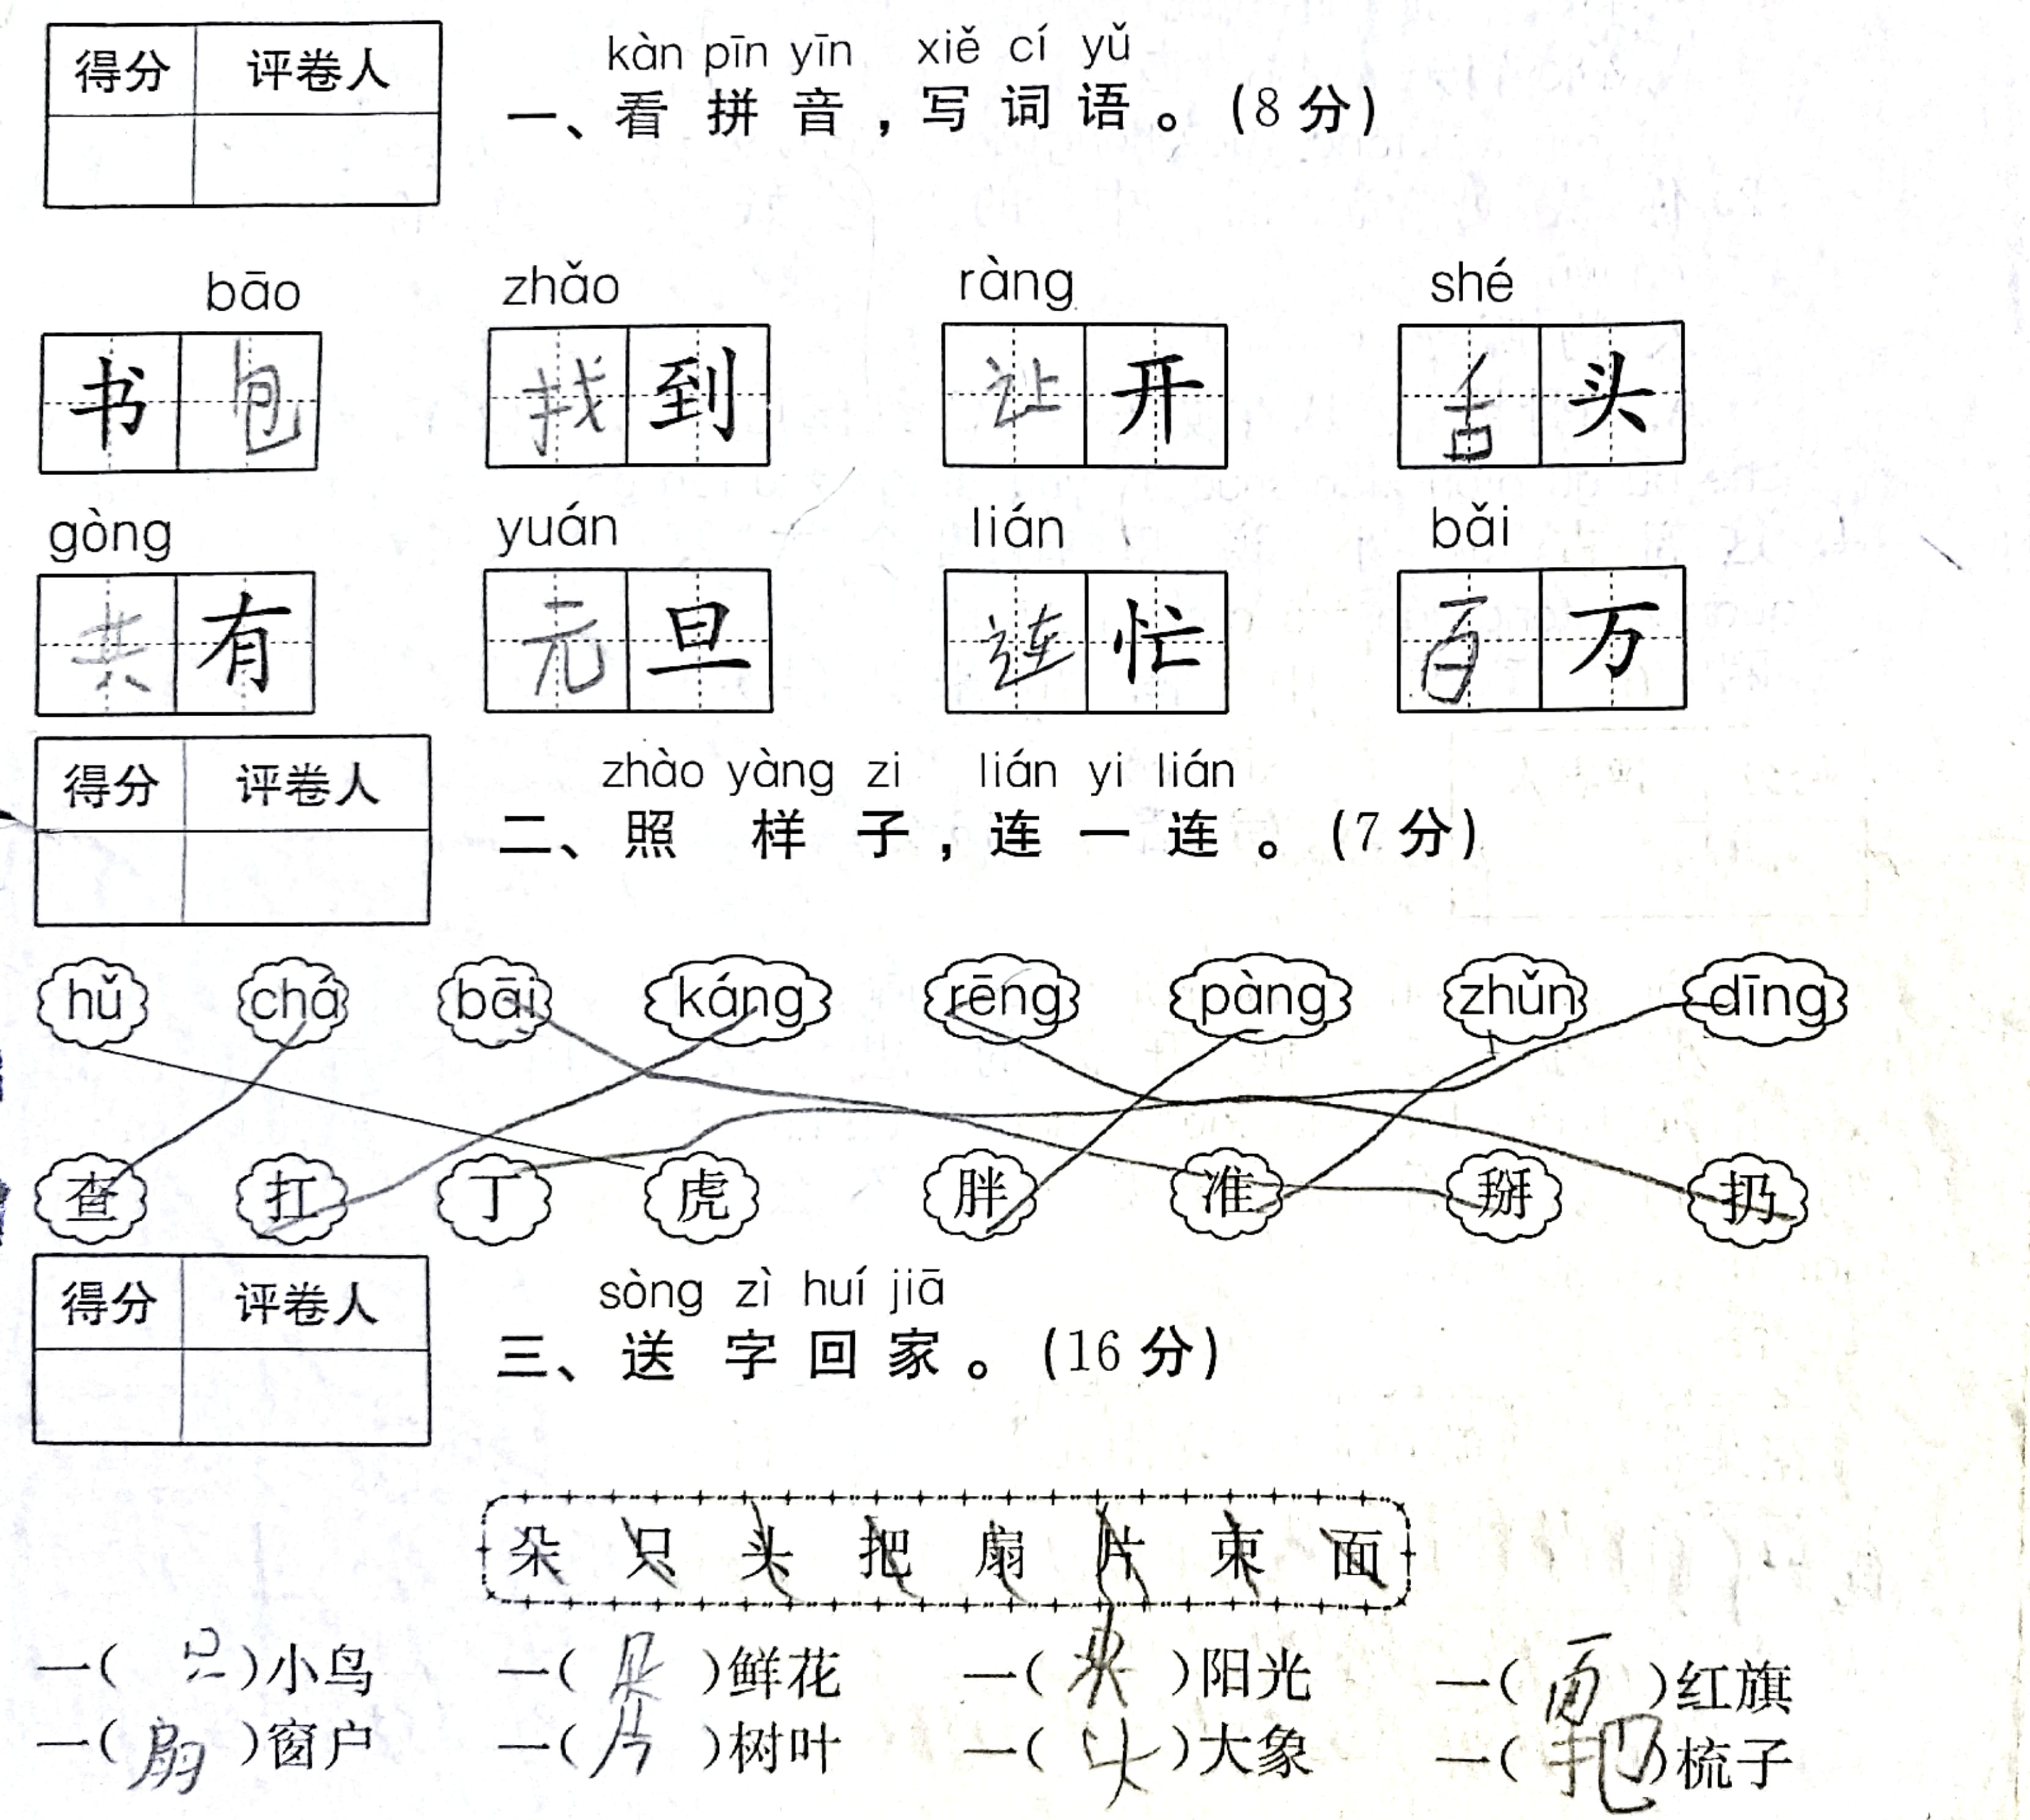 得分 评卷人
kàn pīn yīn xiě cí yǔ
一、看拼音，写词语。(8分)
bāo zhǎo ràng shé
书包 找到 让开 舌头
gòng yuán lián bǎi
共有 元旦 连忙 百万
得分 评卷人
zhào yàng zi lián yi lián
二、照样子，连一连。(7分)
hǔ chá bāi káng rēng pàng zhǔn dīng
查 扛 丁 虎 胖 准 掰 扔
得分 评卷人
sòng zì huí jiā
三、送字回家。(16分)
朵 只 头 把 扇 片 束 面
一(只)小鸟 一(朵)鲜花 一(束)阳光 一(面)红旗
一(扇)窗户 一(片)树叶 一(头)大象 一(把)梳子